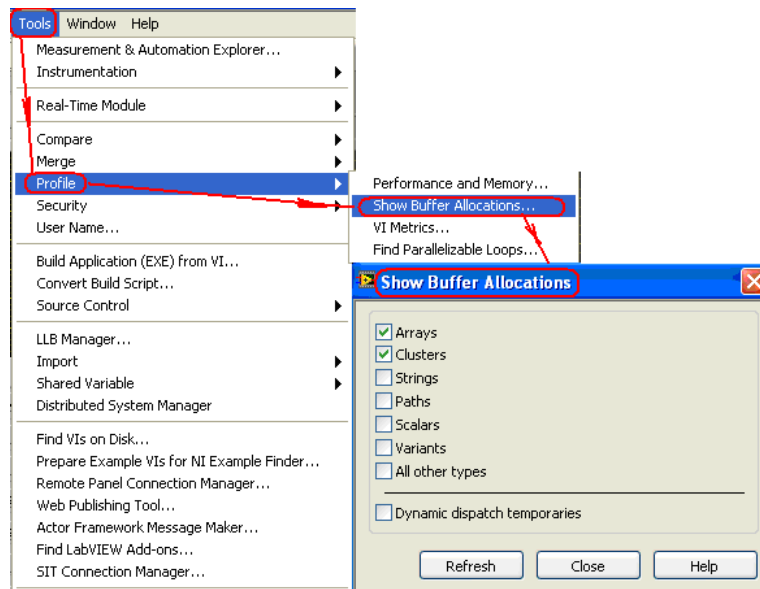 Tools Window Help
Measurement & Automation Explorer...
Instrumentation
Real-Time Module
Compare
Merge
Profile
Security
User Name...
Build Application (EXE) from VI...
Convert Build Script...
Source Control
LLB Manager...
Import
Shared Variable
Distributed System Manager
Find VIs on Disk...
Prepare Example VIs for NI Example Finder...
Remote Panel Connection Manager...
Web Publishing Tool...
Actor Framework Message Maker...
Find LabVIEW Add-ons...
SIT Connection Manager...
Performance and Memory...
Show Buffer Allocations...
VI Metrics...
Find Parallelizable Loops...
Show Buffer Allocations
Arrays
Clusters
Strings
Paths
Scalars
Variants
All other types
Dynamic dispatch temporaries
Refresh Close Help